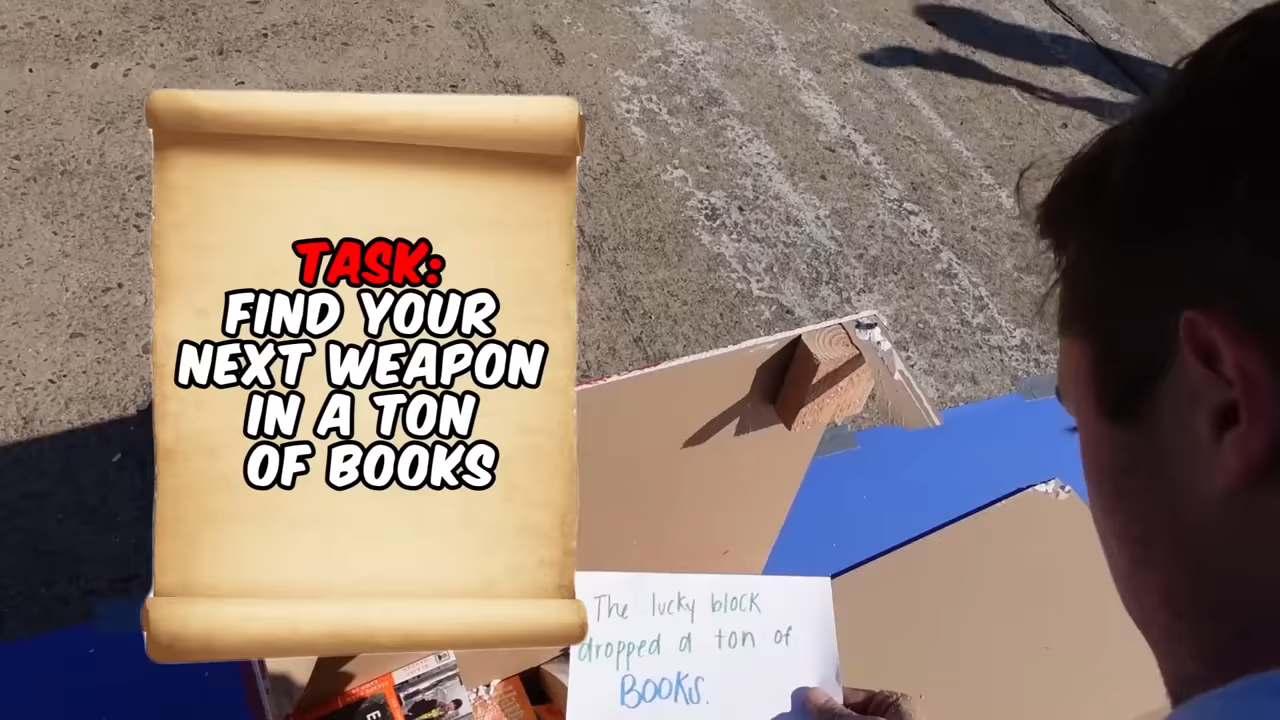 TASK:
FIND YOUR
NEXT WEAPON
IN A TON
OF BOOKS
The lucky block
dropped a ton of
BOOKS.